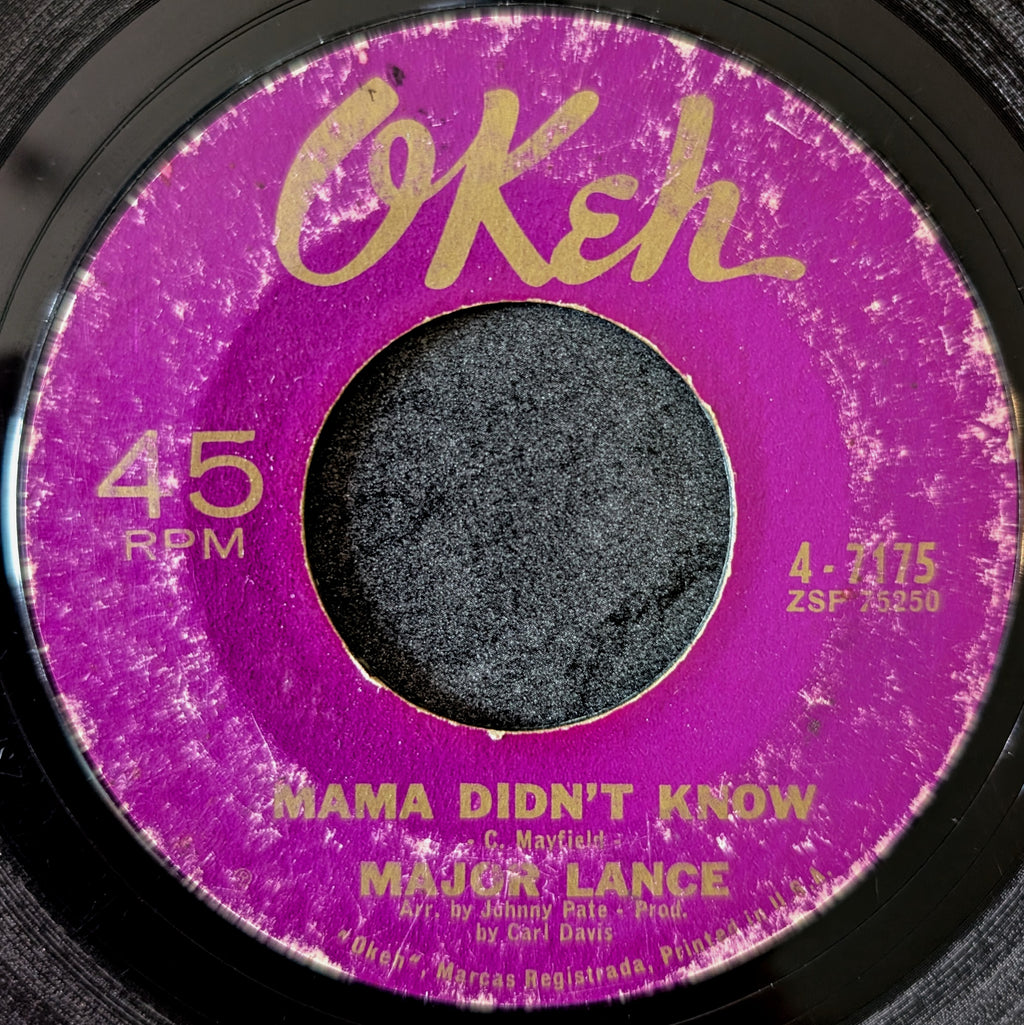 OKeh
45
RPM
4 - 7175
ZSP 75250
MAMA DIDN'T KNOW
- C. Mayfield -
MAJOR LANCE
Arr. by Johnny Pate - Prod.
by Carl Davis
®
"Okeh", Marcas Registrada, Printed in U.S.A.